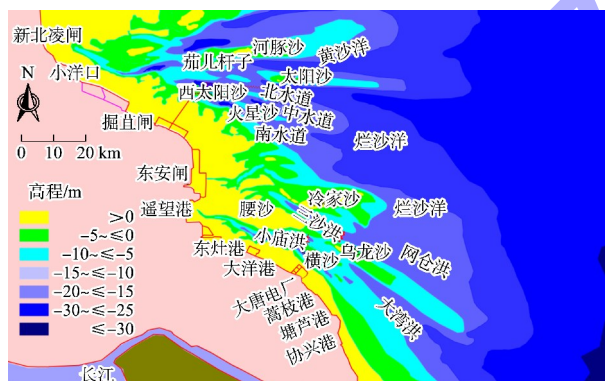 新北凌闸
小洋口
N
掘苴闸
0 10 20 km
东安闸
高程/m
遥望港
＞0
-5~≤0
-10~≤-5
-15~≤-10
-20~≤-15
-30~≤-25
≤-30
长江
河豚沙
黄沙洋
茄儿杆子
太阳沙
西太阳沙
北水道
火星沙
中水道
南水道
烂沙洋
冷家沙
烂沙洋
腰沙
三沙洪
小庙洪
乌龙沙
网仓洪
东灶港
横沙
大洋港
大湾洪
大唐电厂
蒿枝港
塘芦港
协兴港